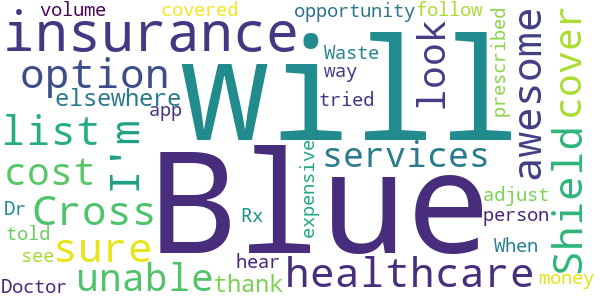 volume
covered
opportunity
follow
insurance
Will
Waste
way
look
awesome
prescribed
cover
option
elsewhere
app
tried
list
I'm
Blue
services
Shield
cost
expensive
Cross
Dr
Rx
adjust
person
told
sure
see
hear
When
unable
thank
healthcare
money
Doctor